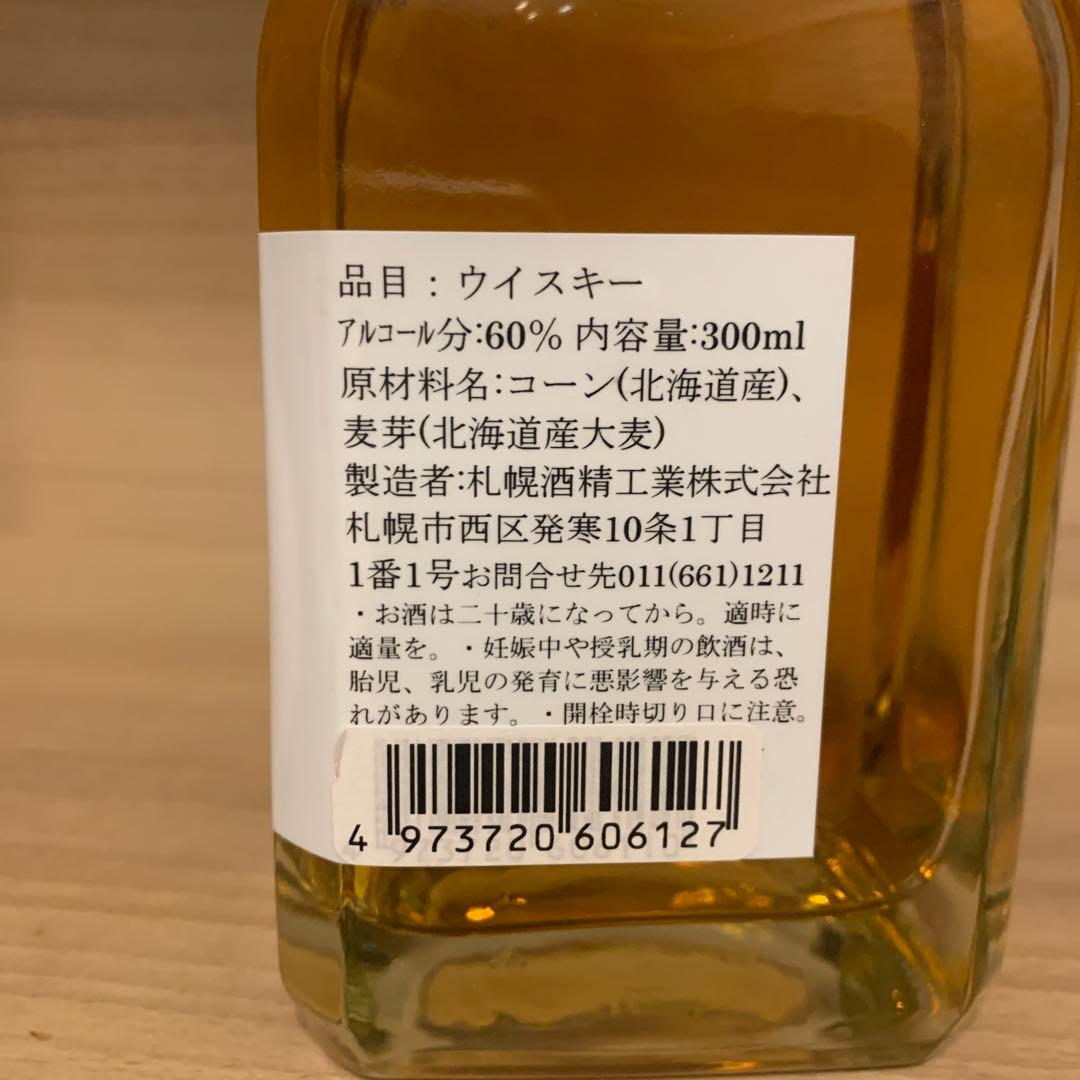 品目：ウイスキー
アルコール分:60% 内容量:300ml
原材料名:コーン(北海道産)、
麦芽(北海道産大麦)
製造者:札幌酒精工業株式会社
札幌市西区発寒10条1丁目
1番1号お問合せ先011(661)1211
・お酒は二十歳になってから。適時に
適量を。・妊娠中や授乳期の飲酒は、
胎児、乳児の発育に悪影響を与える恐
れがあります。・開栓時切り口に注意。
4 973720 606127